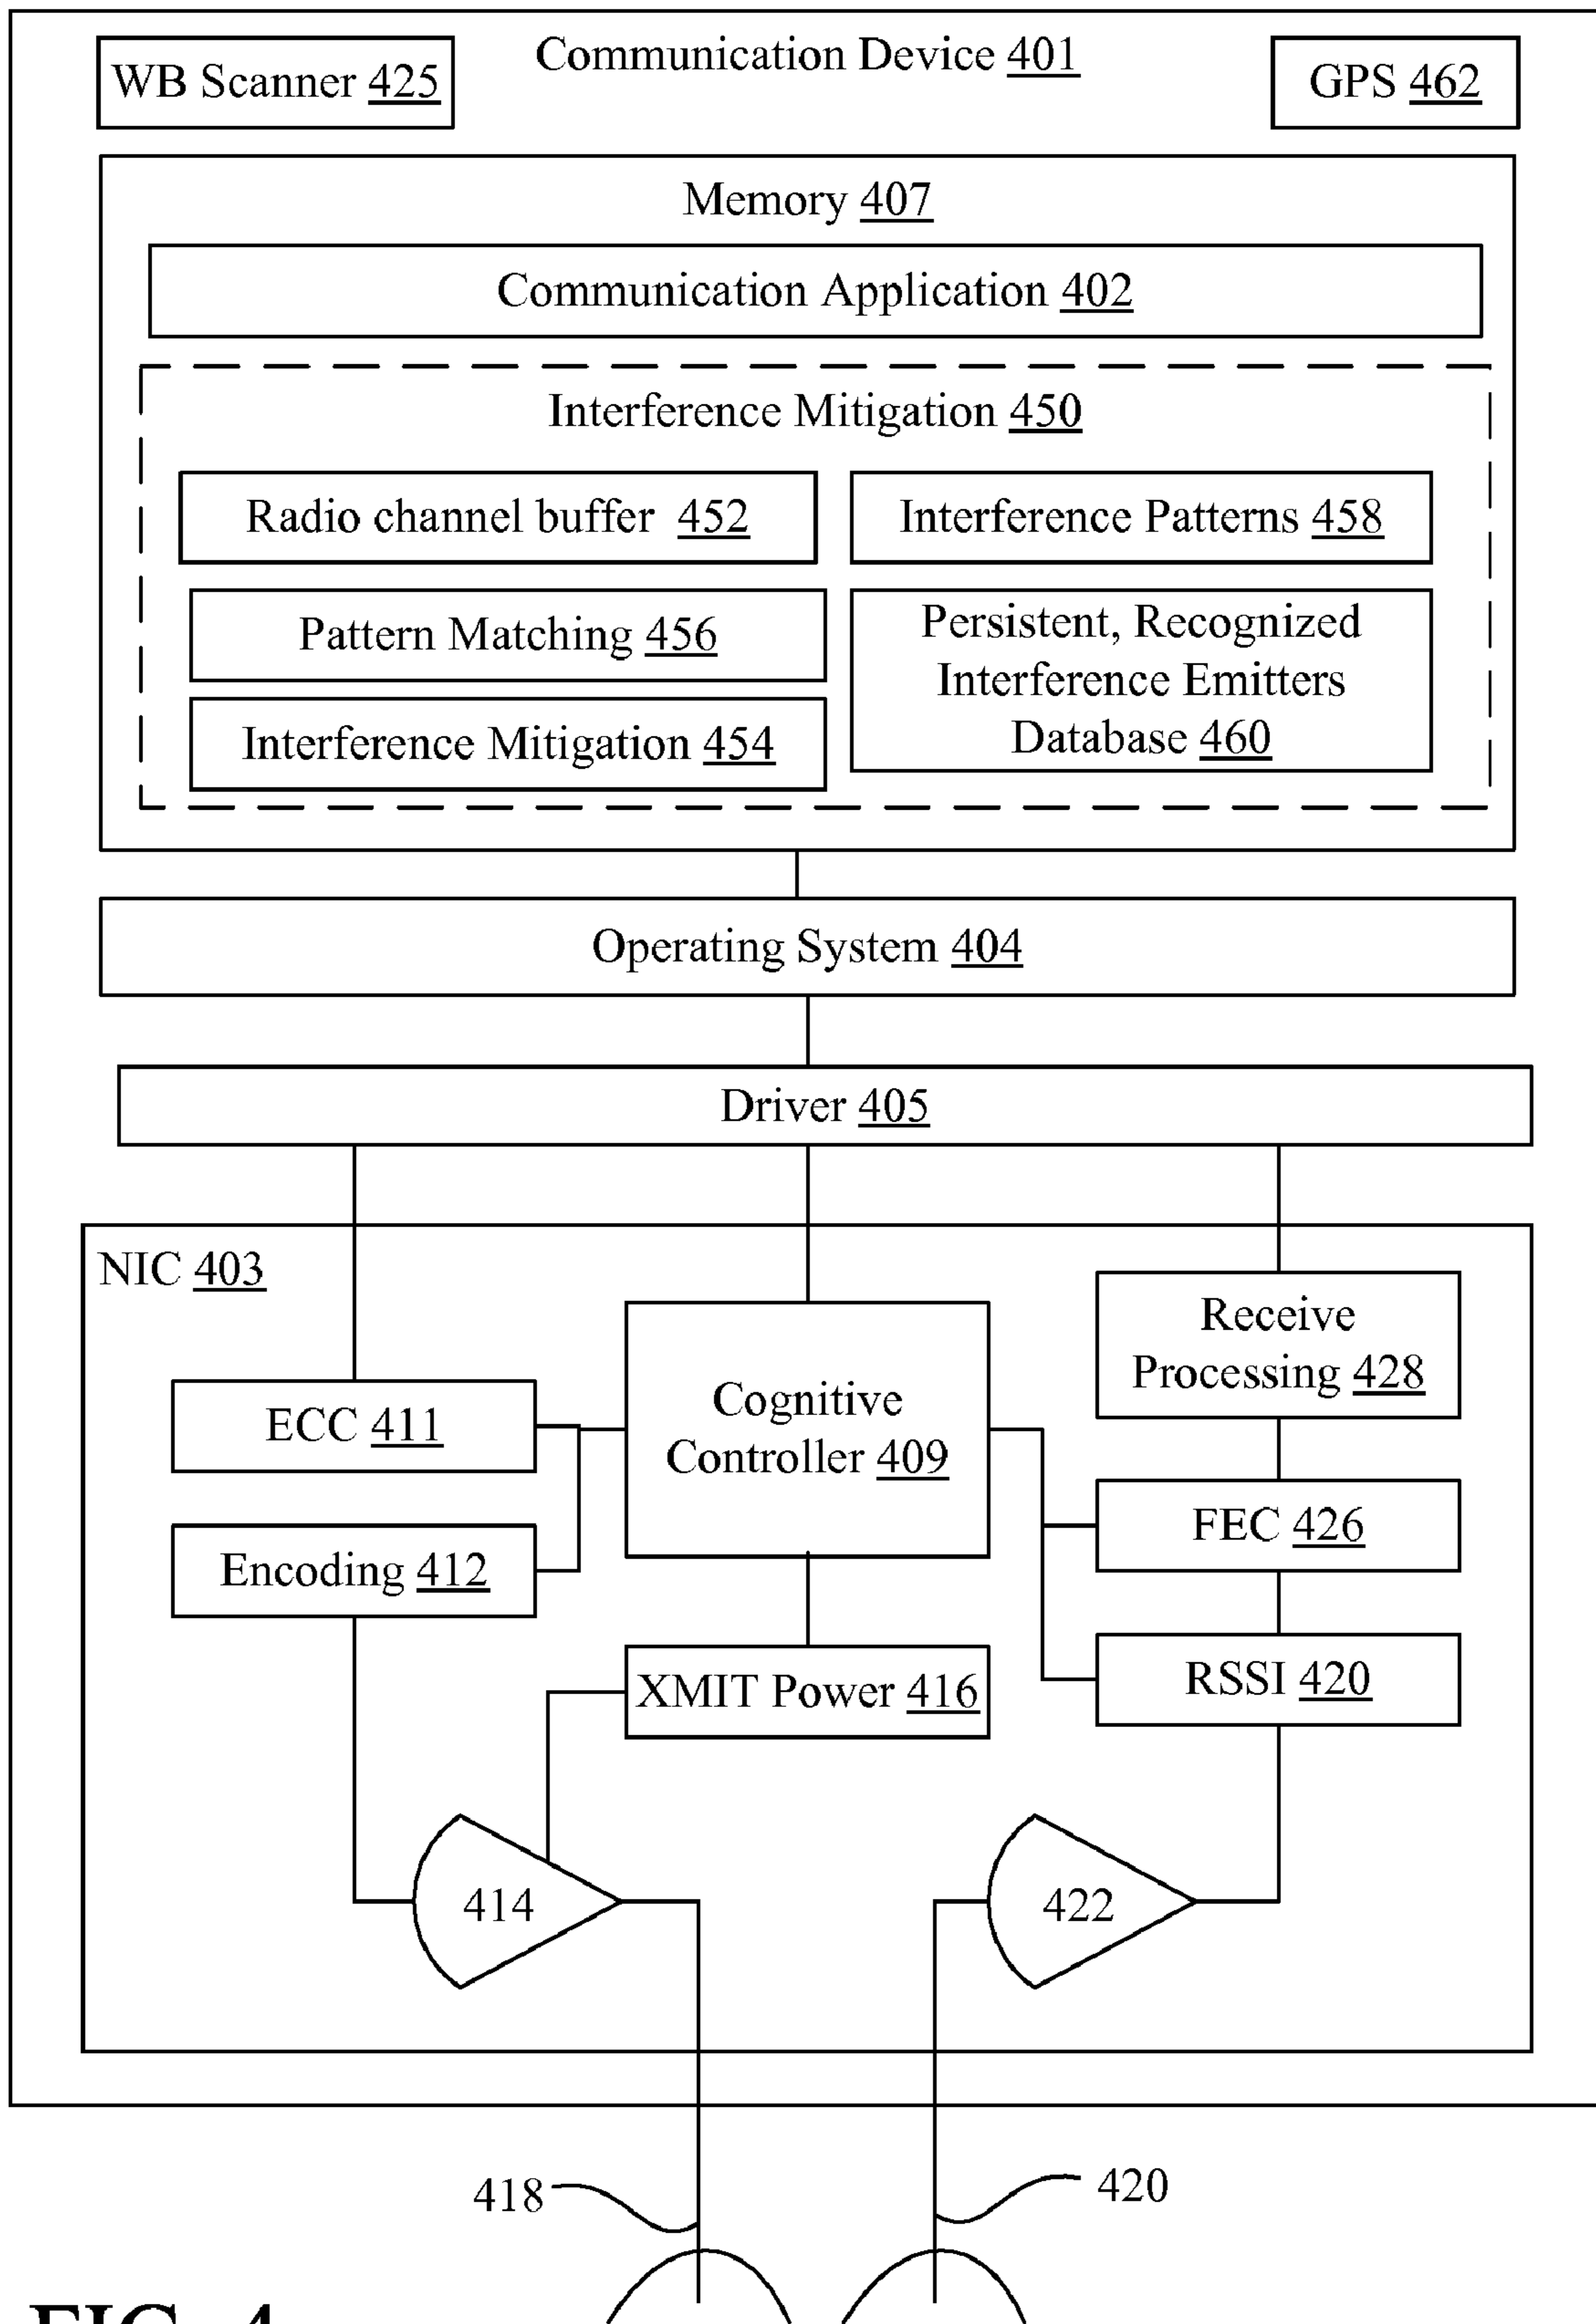 Communication Device 401
WB Scanner 425
GPS 462
Memory 407
Communication Application 402
Interference Mitigation 450
Radio channel buffer 452
Interference Patterns 458
Pattern Matching 456
Persistent, Recognized
Interference Emitters
Database 460
Interference Mitigation 454
Operating System 404
Driver 405
NIC 403
Receive
Processing 428
Cognitive
Controller 409
ECC 411
FEC 426
Encoding 412
RSSI 420
XMIT Power 416
414
422
418
420
FIG. 4